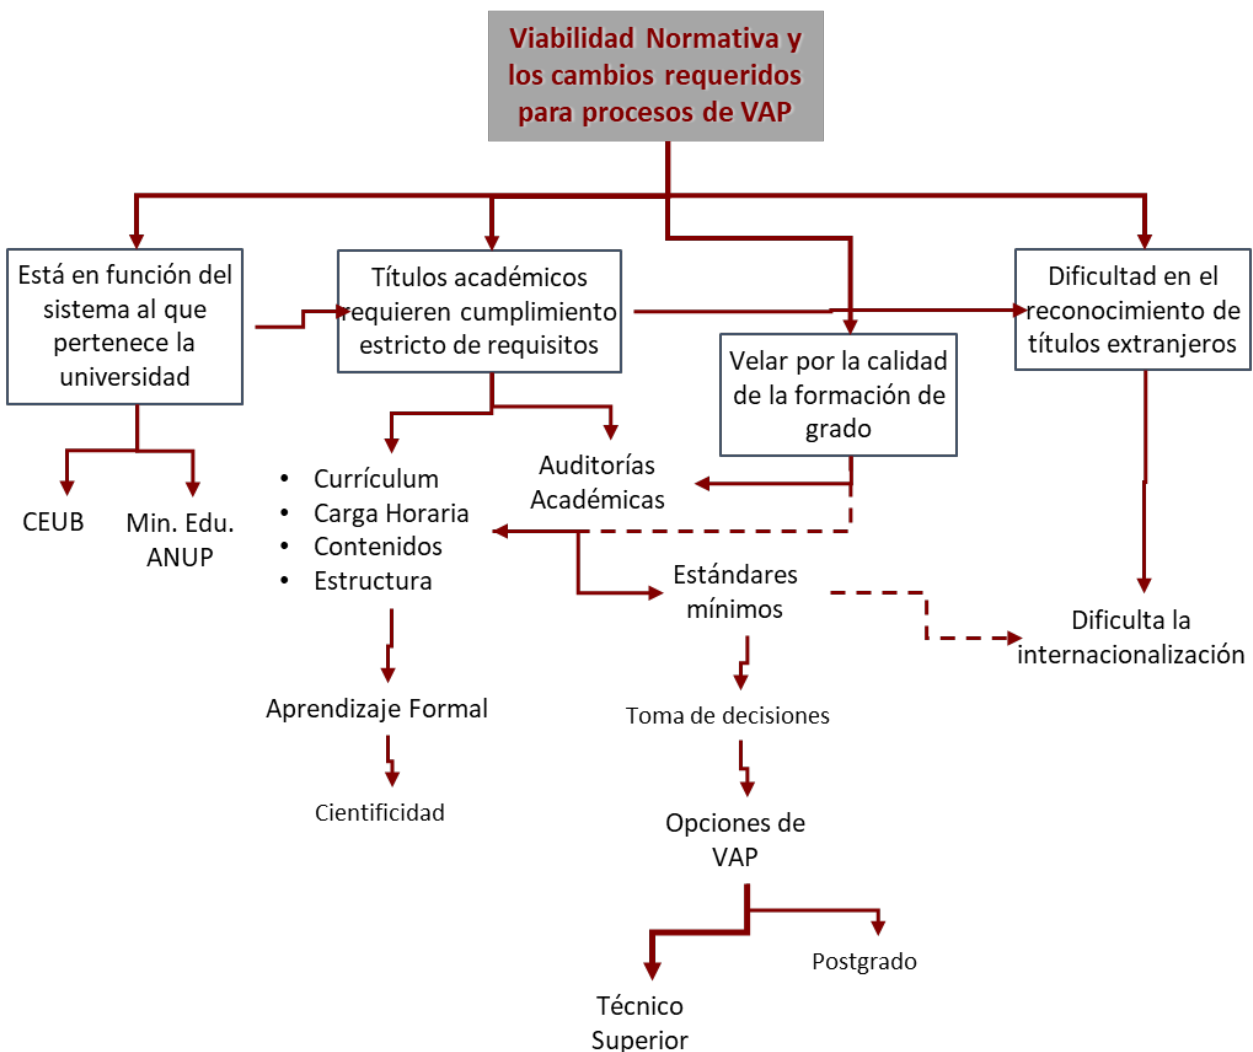 Viabilidad Normativa y
los cambios requeridos
para procesos de VAP
Está en función del
sistema al que
pertenece la
universidad
Títulos académicos
requieren cumplimiento
estricto de requisitos
Velar por la calidad
de la formación de
grado
Dificultad en el
reconocimiento de
títulos extranjeros
CEUB
Min. Edu.
ANUP
• Currículum
• Carga Horaria
• Contenidos
• Estructura
Auditorías
Académicas
Estándares
mínimos
Dificulta la
internacionalización
Aprendizaje Formal
Toma de decisiones
Cientificidad
Opciones de
VAP
Postgrado
Técnico
Superior